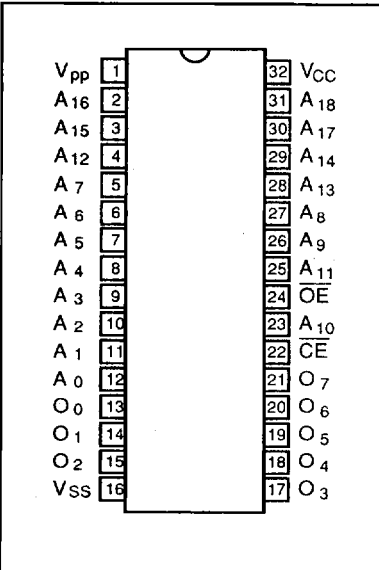 Vpp 1 32 VCC
A16 2 31 A18
A15 3 30 A17
A12 4 29 A14
A7 5 28 A13
A6 6 27 A8
A5 7 26 A9
A4 8 25 A11
A3 9 24 O̅E̅
A2 10 23 A10
A1 11 22 C̅E̅
A0 12 21 O7
O0 13 20 O6
O1 14 19 O5
O2 15 18 O4
VSS 16 17 O3